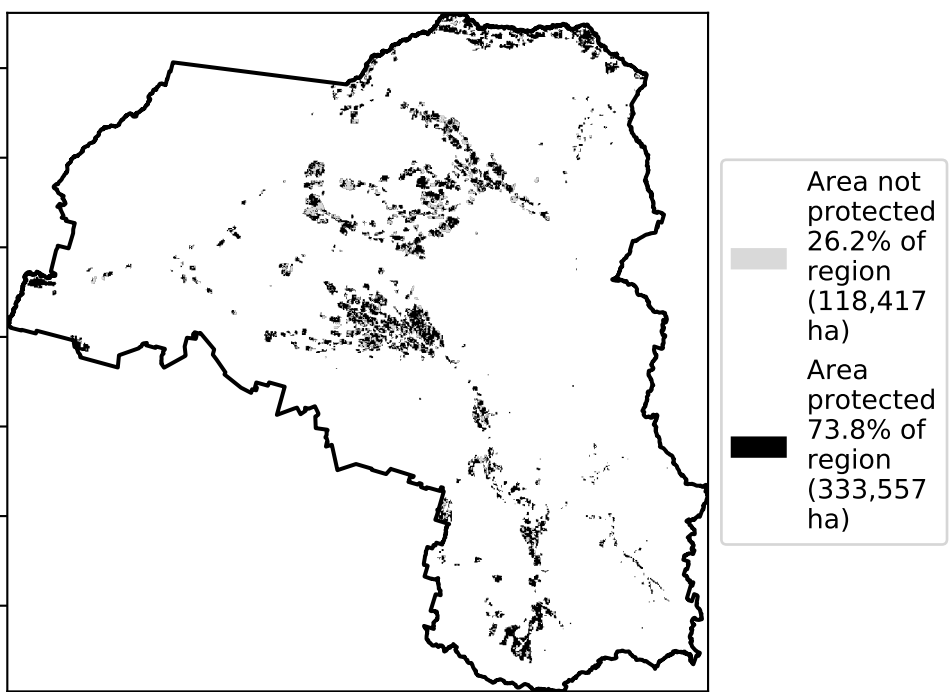 Area not
protected
26.2% of
region
(118,417
ha)
Area
protected
73.8% of
region
(333,557
ha)